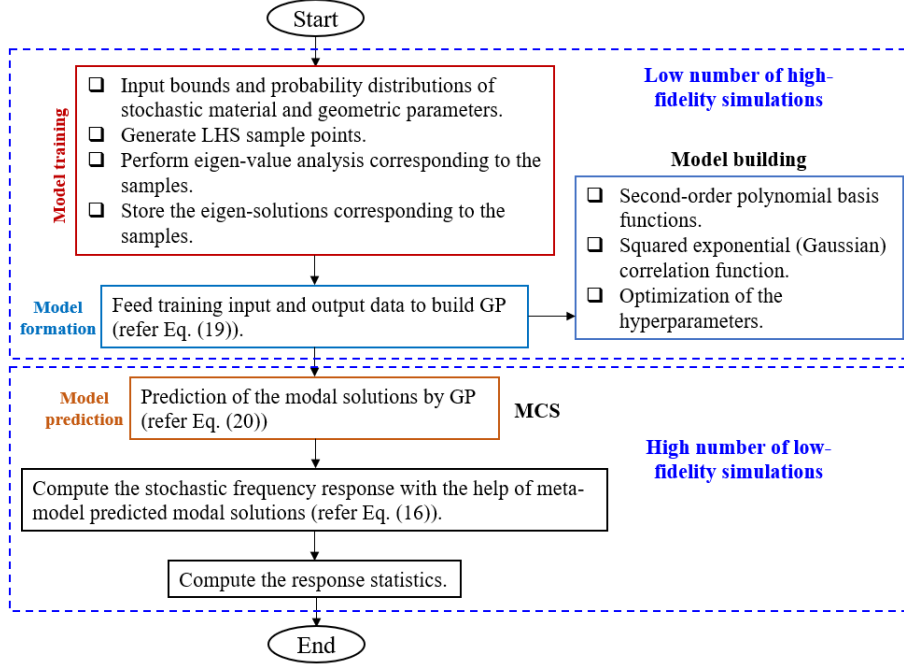 Start
Low number of high-
fidelity simulations
Model training
❑ Input bounds and probability distributions of
stochastic material and geometric parameters.
❑ Generate LHS sample points.
❑ Perform eigen-value analysis corresponding to the
samples.
❑ Store the eigen-solutions corresponding to the
samples.
Model building
❑ Second-order polynomial basis
functions.
❑ Squared exponential (Gaussian)
correlation function.
❑ Optimization of the
hyperparameters.
Model
formation
Feed training input and output data to build GP
(refer Eq. (19)).
Model
prediction
Prediction of the modal solutions by GP
(refer Eq. (20))
MCS
High number of low-
fidelity simulations
Compute the stochastic frequency response with the help of meta-
model predicted modal solutions (refer Eq. (16)).
Compute the response statistics.
End